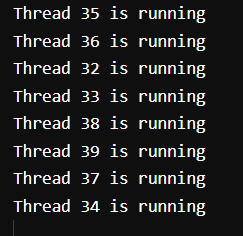 Thread 35 is running
Thread 36 is running
Thread 32 is running
Thread 33 is running
Thread 38 is running
Thread 39 is running
Thread 37 is running
Thread 34 is running